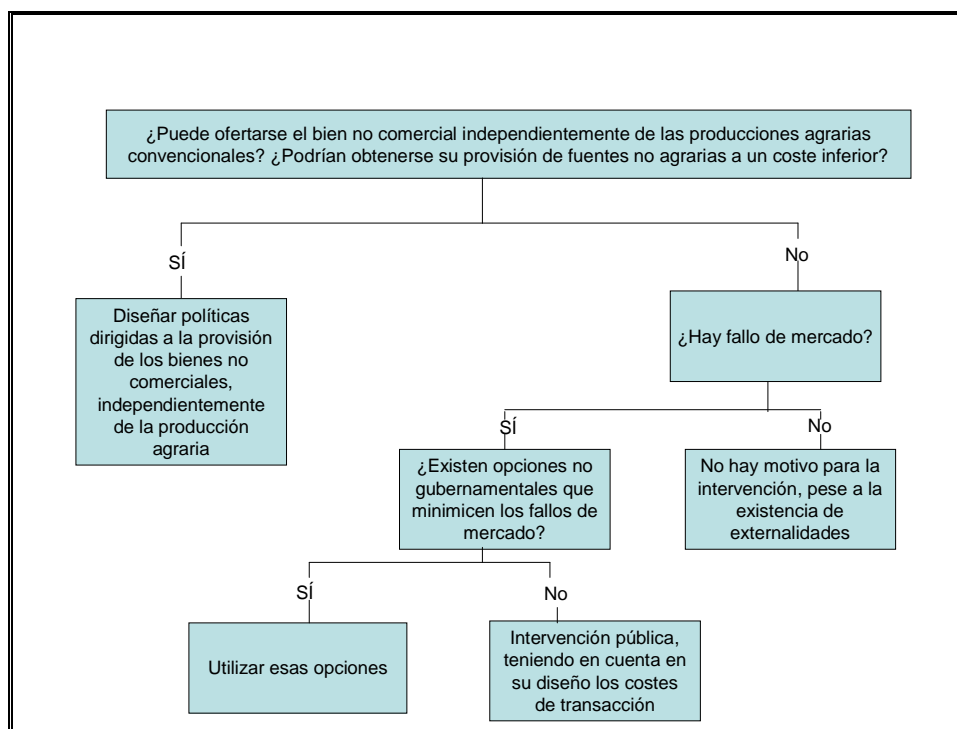 ¿Puede ofertarse el bien no comercial independientemente de las producciones agrarias
convencionales? ¿Podrían obtenerse su provisión de fuentes no agrarias a un coste inferior?
SÍ
No
Diseñar políticas
dirigidas a la provisión
de los bienes no
comerciales,
independientemente
de la producción
agraria
¿Hay fallo de mercado?
SÍ
No
¿Existen opciones no
gubernamentales que
minimicen los fallos de
mercado?
No hay motivo para la
intervención, pese a la
existencia de
externalidades
SÍ
No
Utilizar esas opciones
Intervención pública,
teniendo en cuenta en
su diseño los costes
de transacción